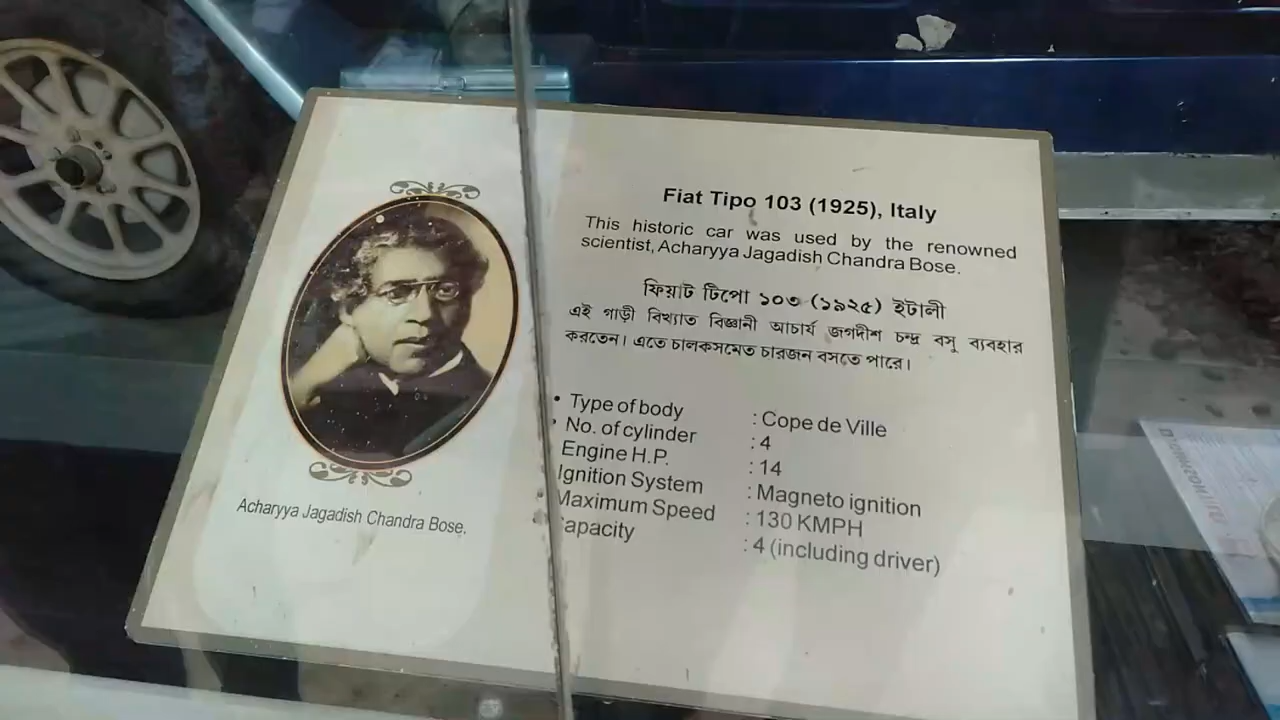 Fiat Tipo 103 (1925), Italy
This historic car was used by the renowned
scientist, Acharyya Jagadish Chandra Bose.
ফিয়াট টিপো ১০৩ (১৯২৫) ইটালী
এই গাড়ী বিখ্যাত বিজ্ঞানী আচার্য জগদীশ চন্দ্র বসু ব্যবহার
করতেন। এতে চালকসমেত চারজন বসতে পারে।
• Type of body : Cope de Ville
• No. of cylinder : 4
Engine H.P. : 14
Ignition System : Magneto ignition
Maximum Speed : 130 KMPH
Capacity : 4 (including driver)
Acharyya Jagadish Chandra Bose.